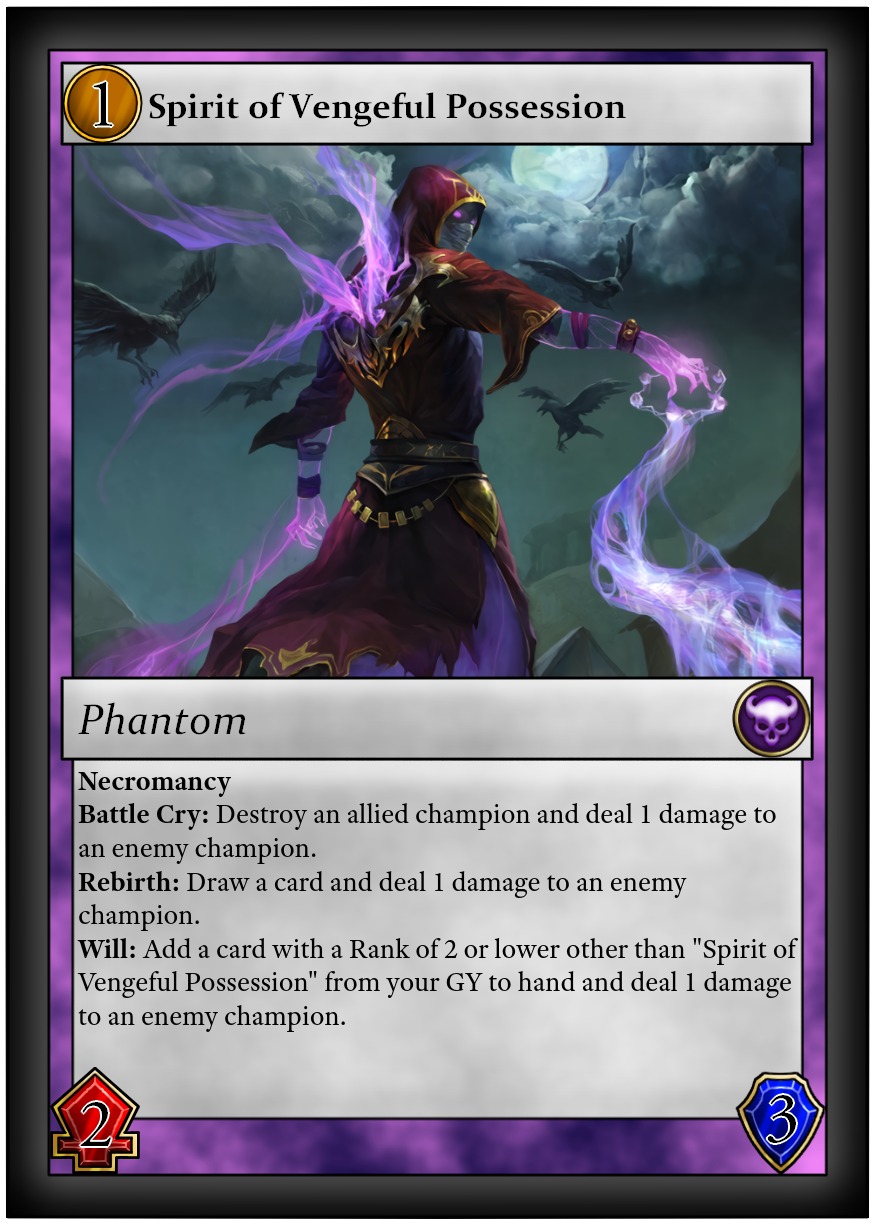 1 Spirit of Vengeful Possession
Phantom
Necromancy
Battle Cry: Destroy an allied champion and deal 1 damage to
an enemy champion.
Rebirth: Draw a card and deal 1 damage to an enemy
champion.
Will: Add a card with a Rank of 2 or lower other than "Spirit of
Vengeful Possession" from your GY to hand and deal 1 damage
to an enemy champion.
2 3